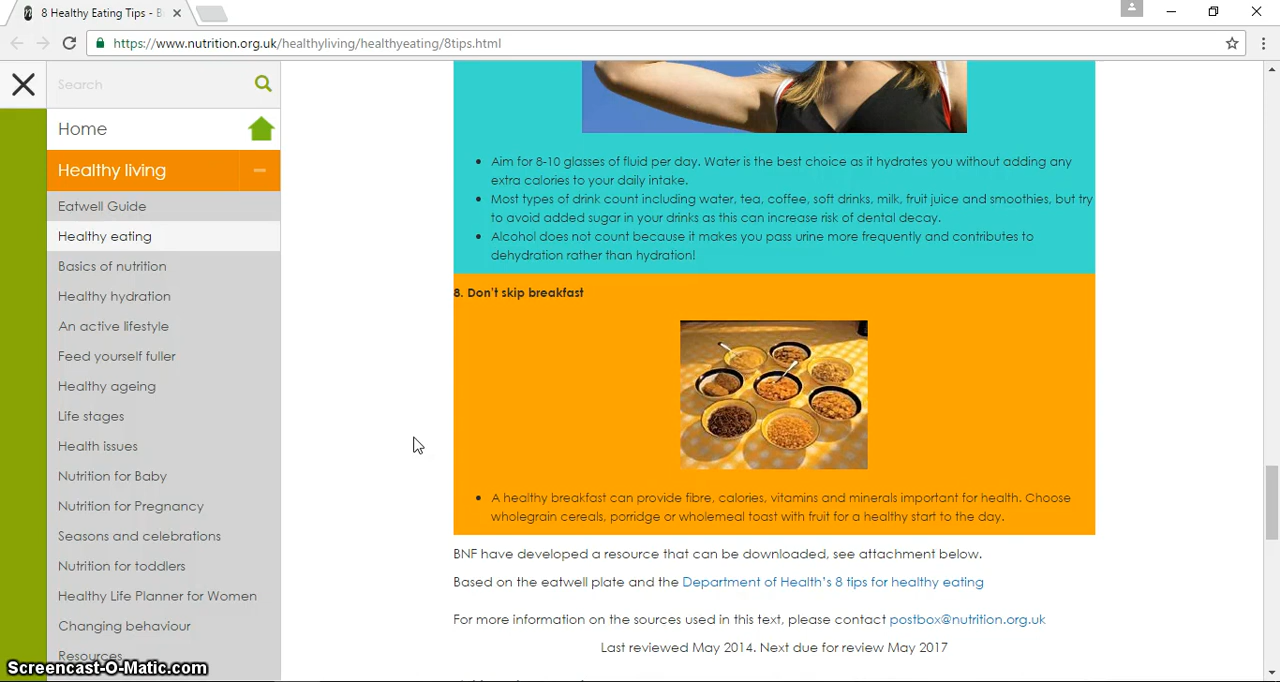 8 Healthy Eating Tips - B
https://www.nutrition.org.uk/healthyliving/healthyeating/8tips.html
Search
Home
Healthy living
Eatwell Guide
Healthy eating
Basics of nutrition
Healthy hydration
An active lifestyle
Feed yourself fuller
Healthy ageing
Life stages
Health issues
Nutrition for Baby
Nutrition for Pregnancy
Seasons and celebrations
Nutrition for toddlers
Healthy Life Planner for Women
Changing behaviour
Resources
Aim for 8-10 glasses of fluid per day. Water is the best choice as it hydrates you without adding any
extra calories to your daily intake.
Most types of drink count including water, tea, coffee, soft drinks, milk, fruit juice and smoothies, but try
to avoid added sugar in your drinks as this can increase risk of dental decay.
Alcohol does not count because it makes you pass urine more frequently and contributes to
dehydration rather than hydration!
8. Don't skip breakfast
A healthy breakfast can provide fibre, calories, vitamins and minerals important for health. Choose
wholegrain cereals, porridge or wholemeal toast with fruit for a healthy start to the day.
BNF have developed a resource that can be downloaded, see attachment below.
Based on the eatwell plate and the Department of Health's 8 tips for healthy eating
For more information on the sources used in this text, please contact postbox@nutrition.org.uk
Last reviewed May 2014. Next due for review May 2017
Screencast-O-Matic.com